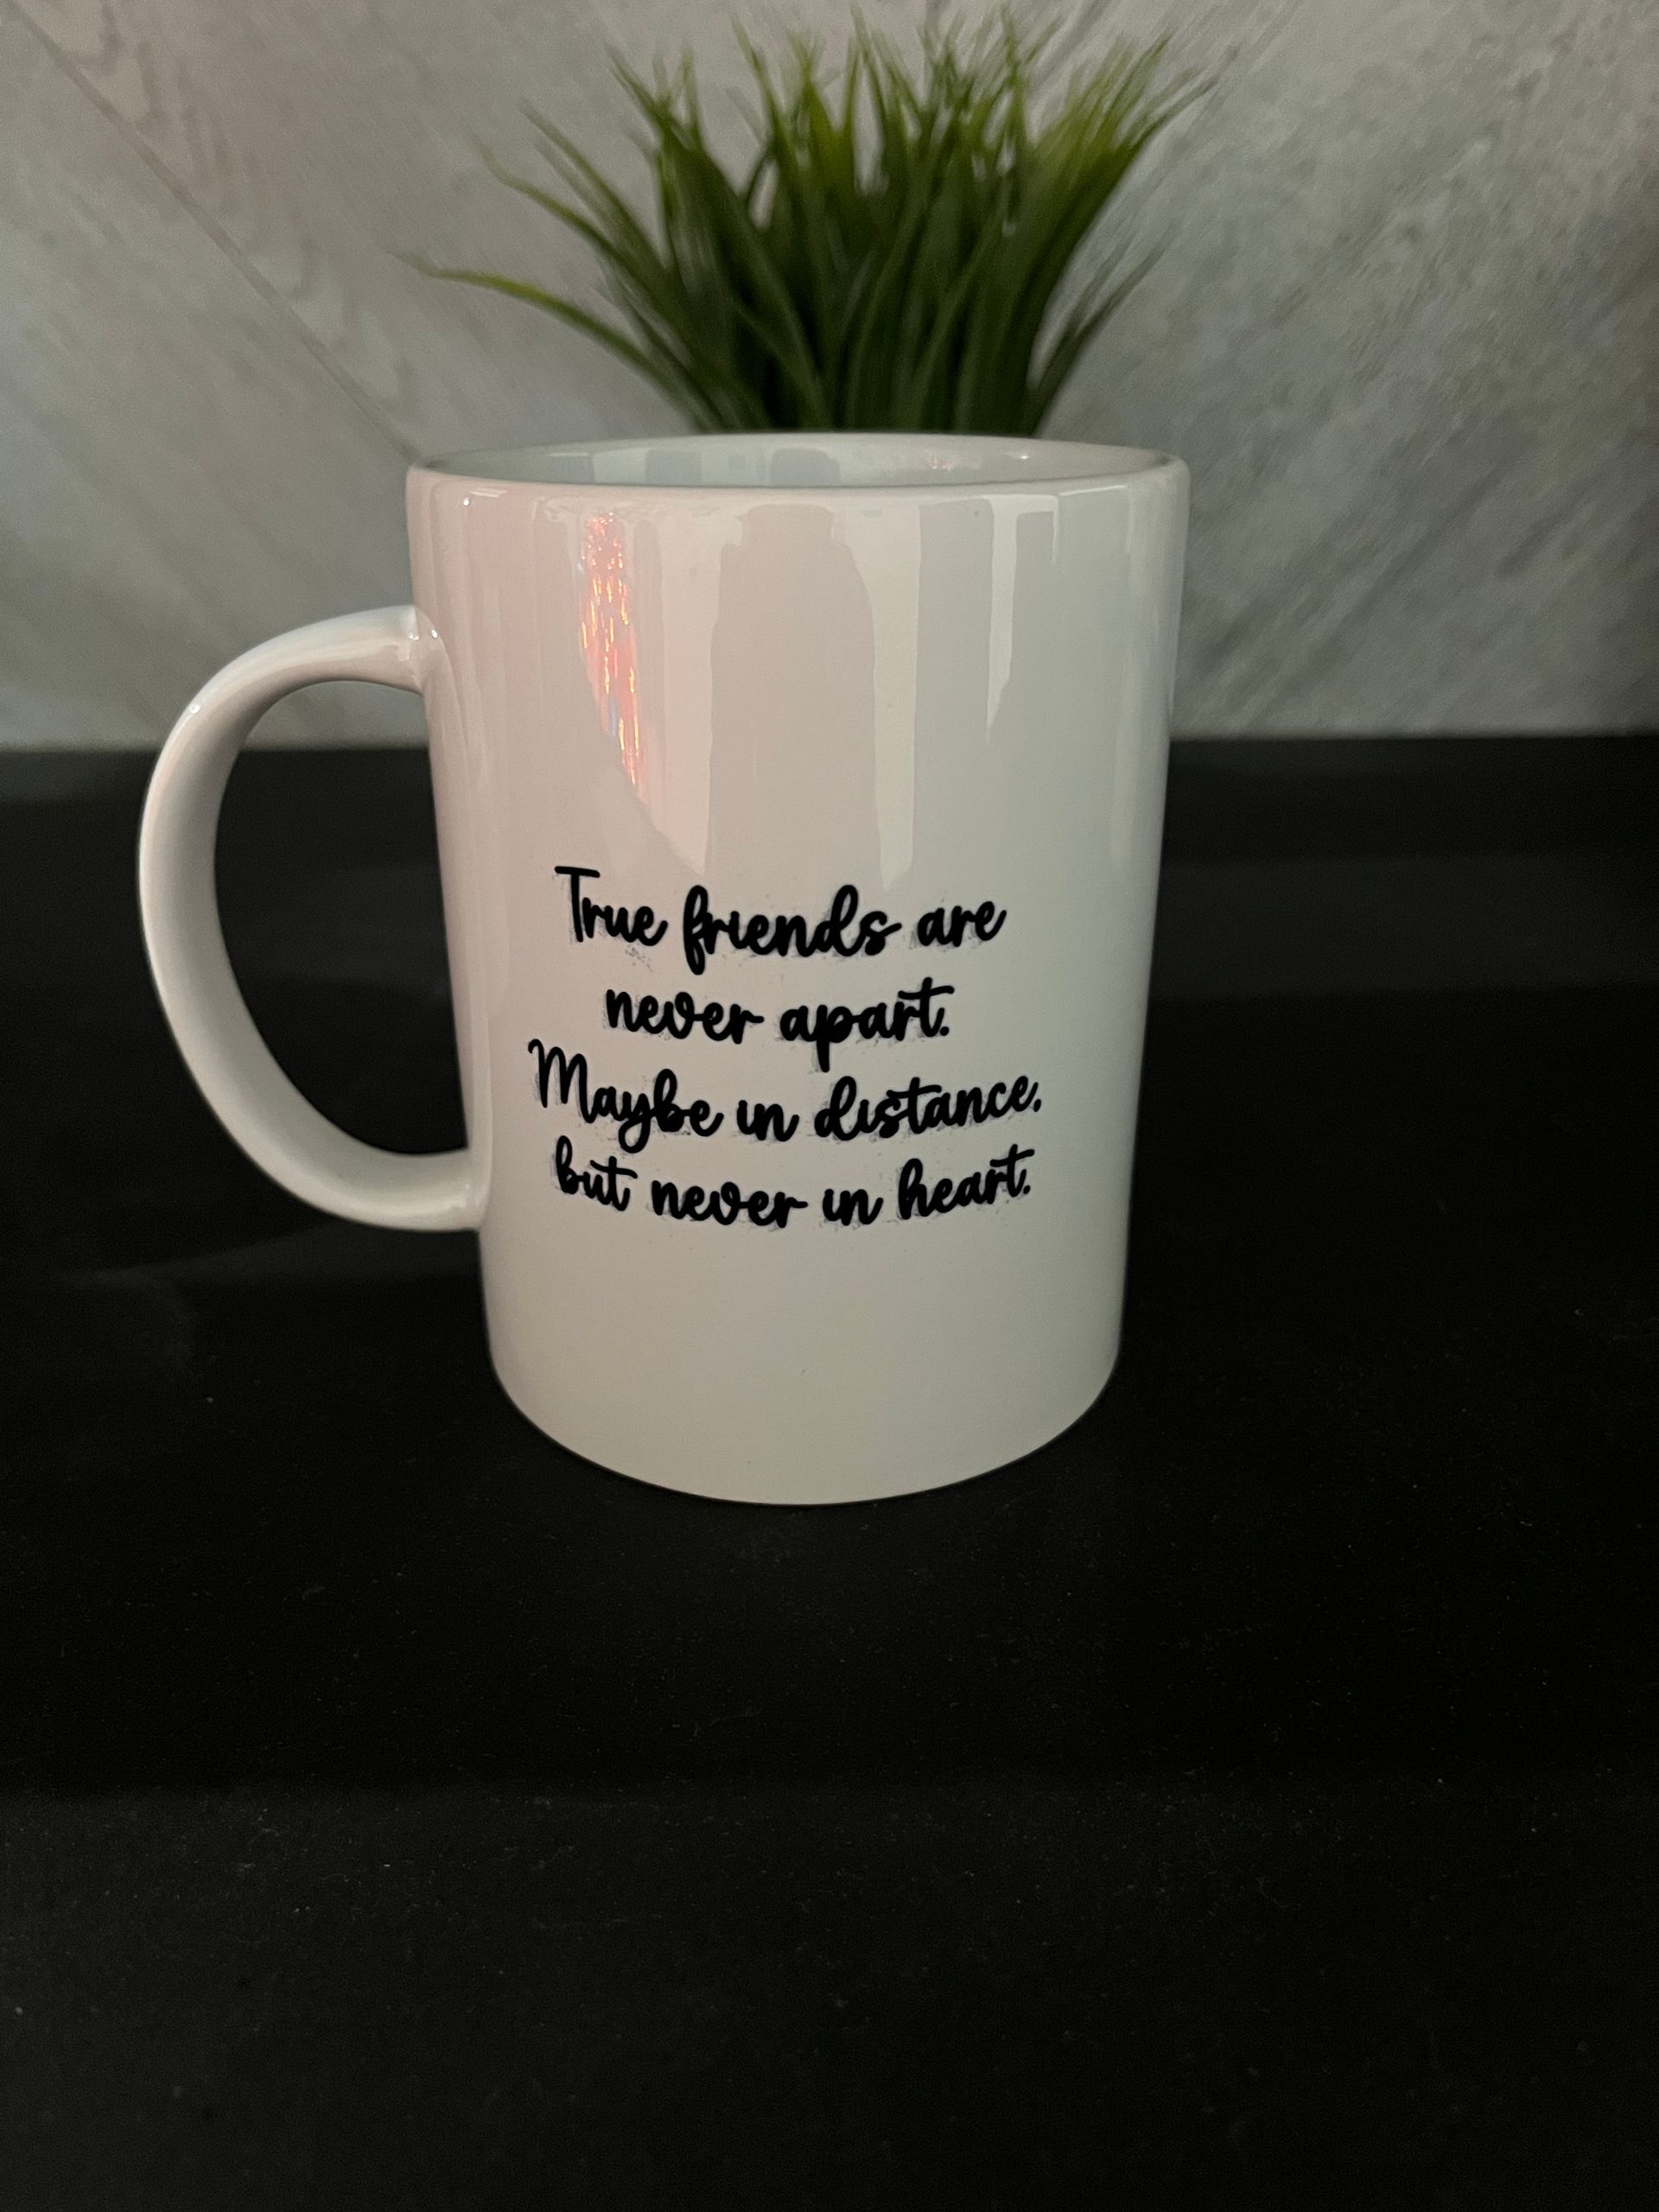 True friends are
never apart.
Maybe in distance,
but never in heart.